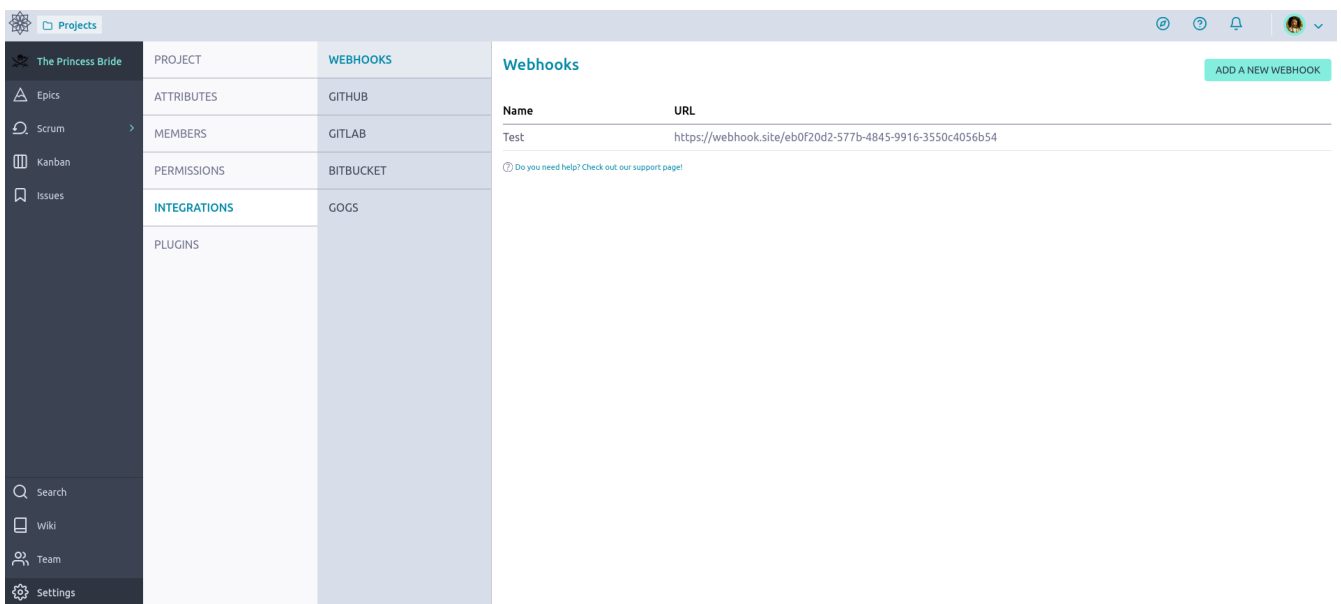 Projects
The Princess Bride
Epics
Scrum
Kanban
Issues
Search
Wiki
Team
Settings
PROJECT
ATTRIBUTES
MEMBERS
PERMISSIONS
INTEGRATIONS
PLUGINS
WEBHOOKS
GITHUB
GITLAB
BITBUCKET
GOGS
Webhooks
ADD A NEW WEBHOOK
Name URL
Test https://webhook.site/eb0f20d2-577b-4845-9916-3550c4056b54
Do you need help? Check out our support page!